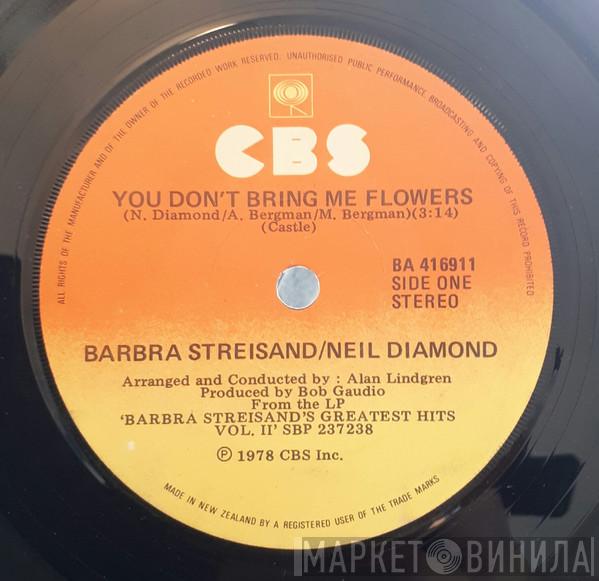 ALL RIGHTS OF THE MANUFACTURER AND OF THE OWNER OF THE RECORDED WORK RESERVED. UNAUTHORISED PUBLIC PERFORMANCE BROADCASTING AND COPYING OF THIS RECORD PROHIBITED
CBS
YOU DON'T BRING ME FLOWERS
(N. Diamond/A. Bergman/M. Bergman)(3:14)
(Castle)
BA 416911
SIDE ONE
STEREO
BARBRA STREISAND/NEIL DIAMOND
Arranged and Conducted by : Alan Lindgren
Produced by Bob Gaudio
From the LP
'BARBRA STREISAND'S GREATEST HITS
VOL. II' SBP 237238
℗ 1978 CBS Inc.
MADE IN NEW ZEALAND BY A REGISTERED USER OF THE TRADE MARKS
МАРКЕТ ВИНИЛА